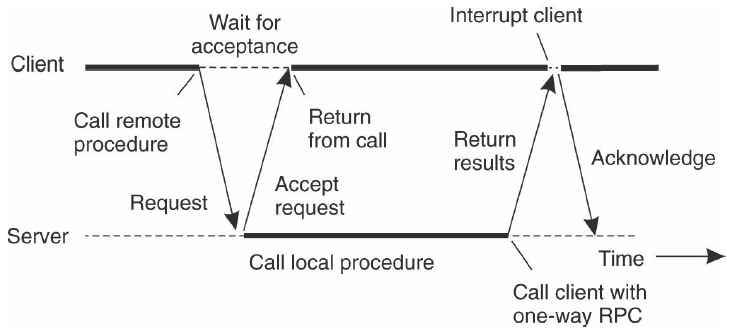 Interrupt client
Wait for
acceptance
Client
Call remote
procedure
Return
from call
Return
results
Acknowledge
Request
Accept
request
Server
Call local procedure
Time
Call client with
one-way RPC